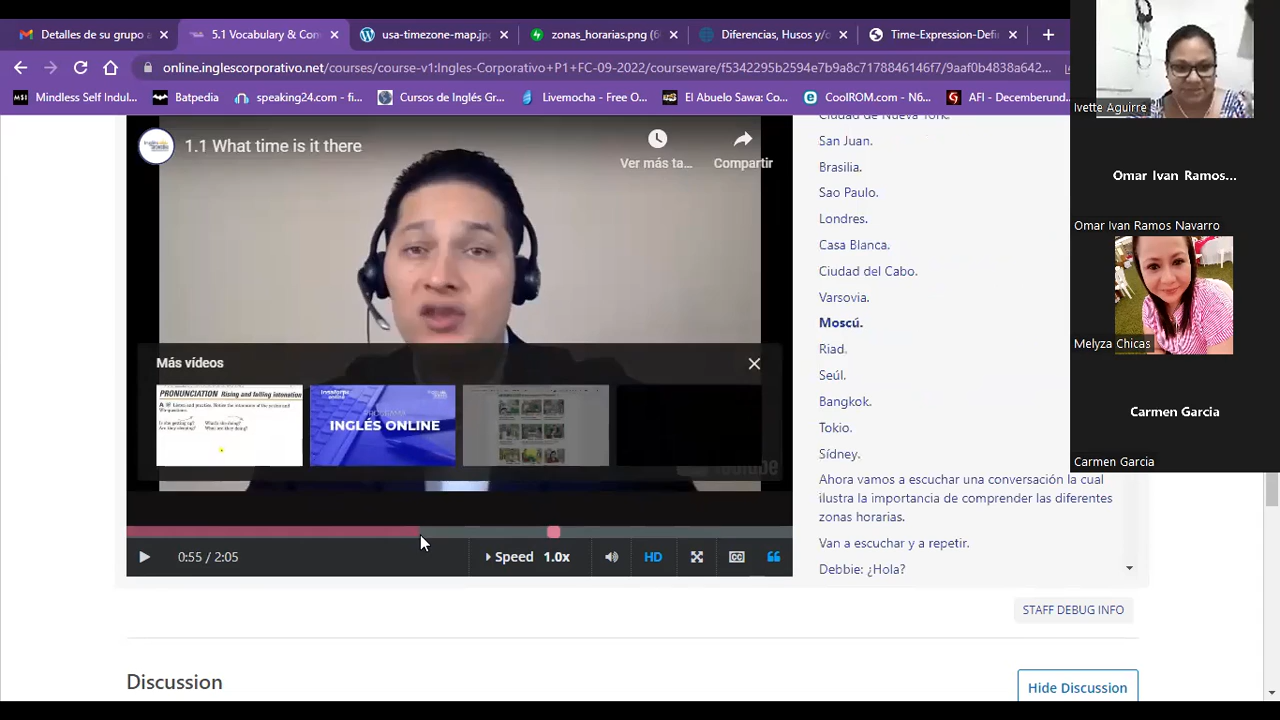 Detalles de su grupo a
5.1 Vocabulary & Con
usa-timezone-map.jp
zonas_horarias.png (6
Diferencias, Husos y/o
Time-Expression-Defi
online.inglescorporativo.net/courses/course-v1:Ingles-Corporativo+P1+FC-09-2022/courseware/f5342295b2594e7b9a8c7178846146f7/9aaf0b4838a642...
Mindless Self Indul...
Batpedia
speaking24.com - fi...
Cursos de Inglés Gr...
Livemocha - Free O...
El Abuelo Sawa: Co...
CoolROM.com - N6...
AFI - Decemberund
1.1 What time is it there
Ver más ta...
Compartir
Más vídeos
PRONUNCIATION Rising and falling intonation
INGLÉS ONLINE
0:55 / 2:05
Speed 1.0x
HD
Ciudad de Nueva York.
San Juan.
Brasilia.
Sao Paulo.
Londres.
Casa Blanca.
Ciudad del Cabo.
Varsovia.
Moscú.
Riad.
Seúl.
Bangkok.
Tokio.
Sídney.
Ahora vamos a escuchar una conversación la cual
ilustra la importancia de comprender las diferentes
zonas horarias.
Van a escuchar y a repetir.
Debbie: ¿Hola?
STAFF DEBUG INFO
Discussion
Hide Discussion
Ivette Aguirre
Omar Ivan Ramos...
Omar Ivan Ramos Navarro
Melyza Chicas
Carmen Garcia
Carmen Garcia